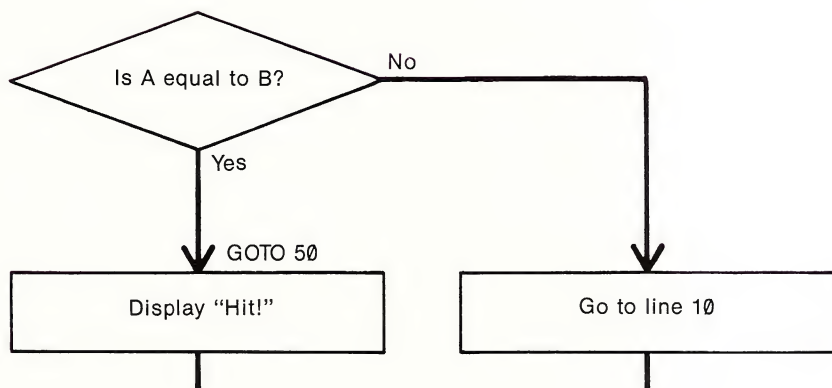 Is A equal to B?
No
Yes
GOTO 50
Display “Hit!”
Go to line 10